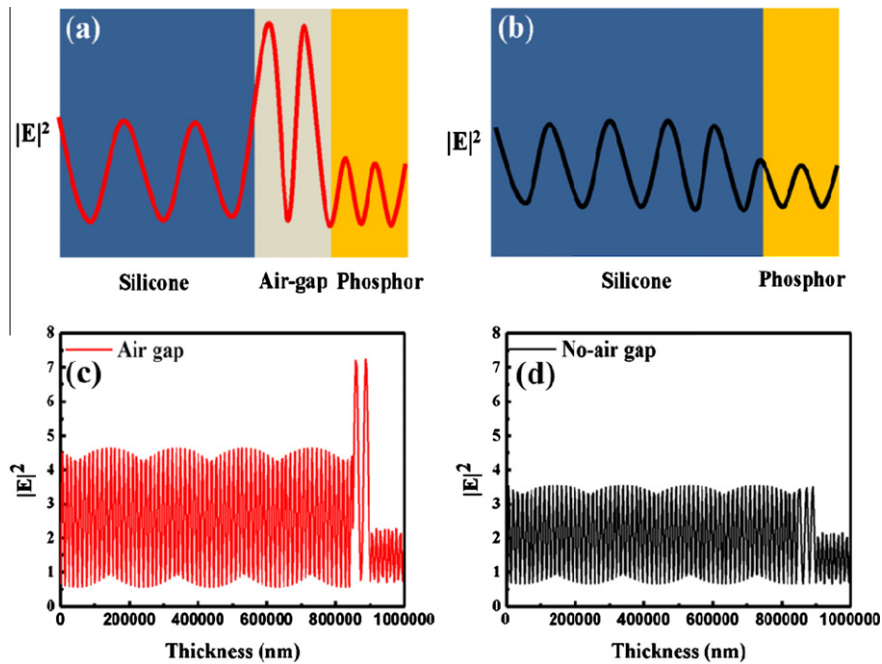 (a)
|E|2
Silicone
Air-gap
Phosphor
(b)
|E|2
Silicone
Phosphor
Air gap
(c)
8
7
6
5
4
3
2
1
0
|E|2
0
200000
400000
600000
800000
1000000
Thickness (nm)
No-air gap
(d)
8
7
6
5
4
3
2
1
0
|E|2
0
200000
400000
600000
800000
1000000
Thickness (nm)